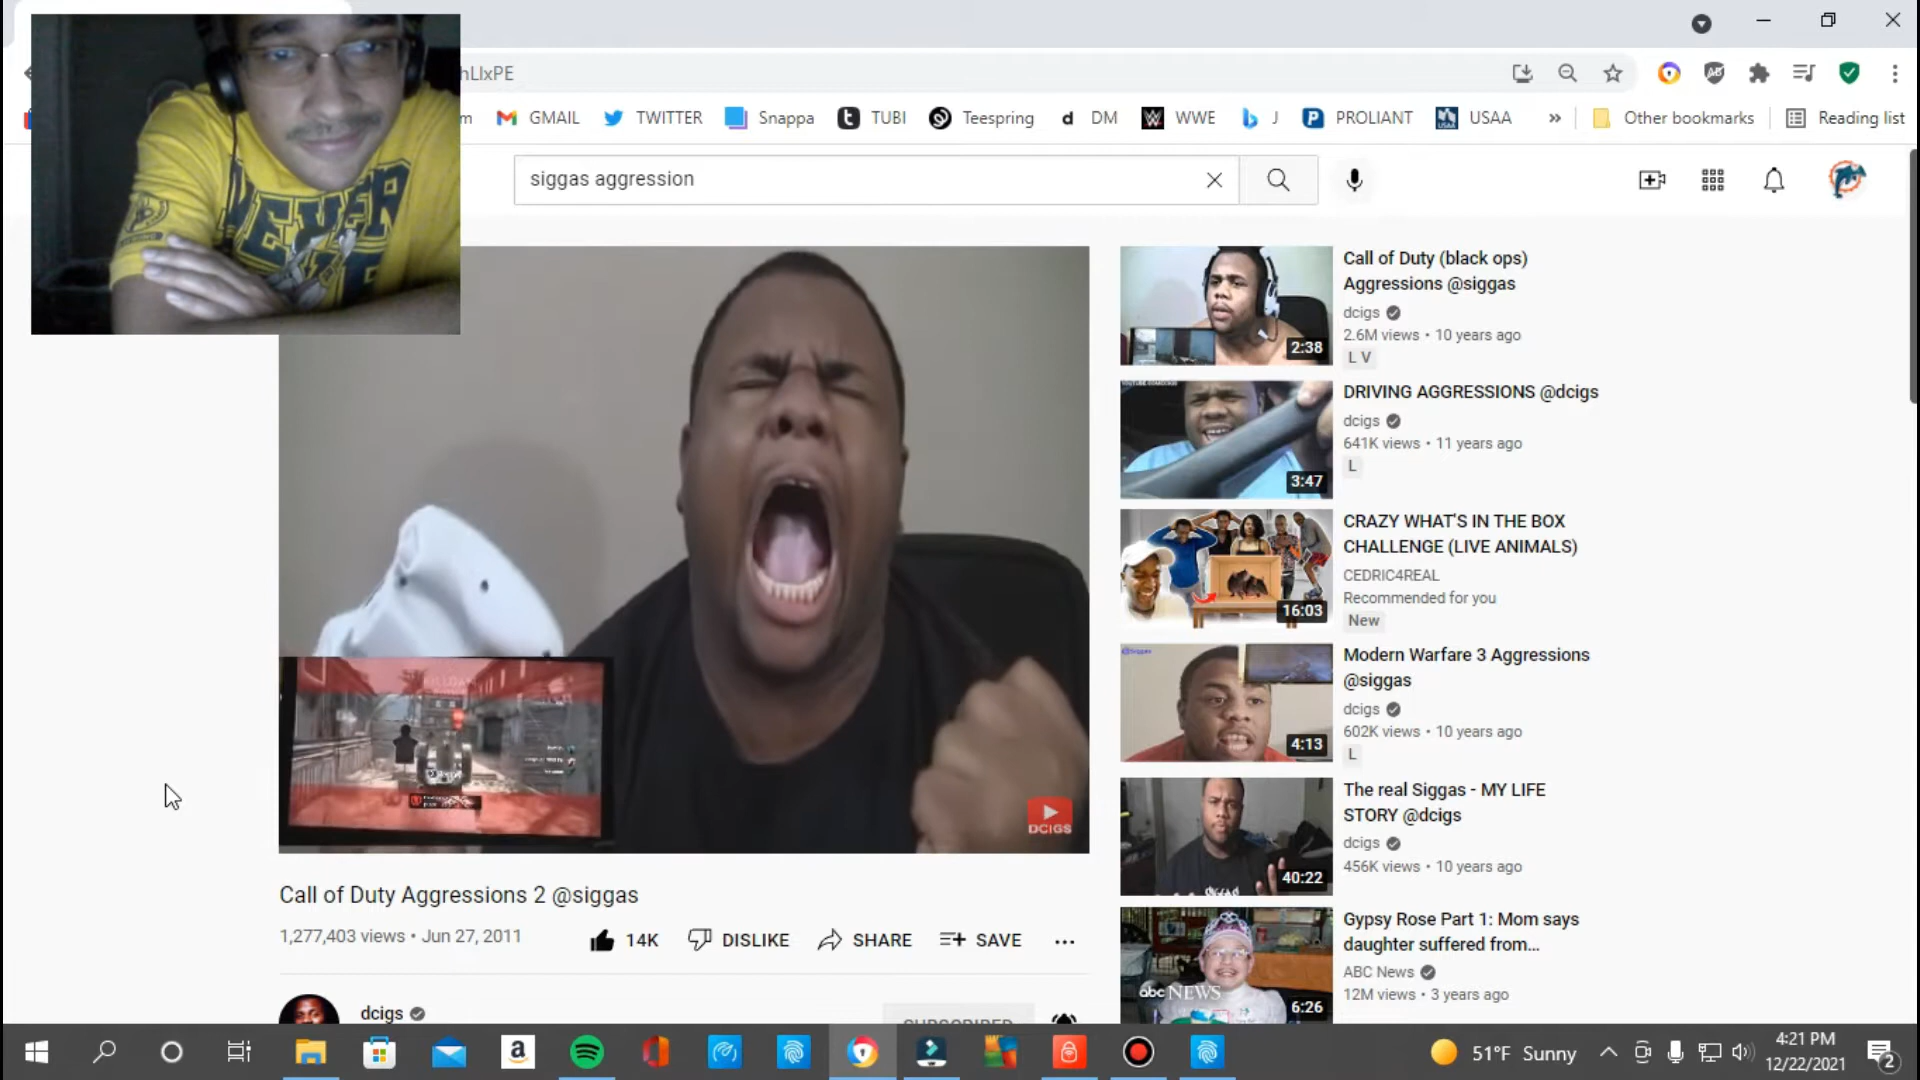 hLIxPE
m GMAIL TWITTER Snappa t TUBI Teespring d DM WWE J P PROLIANT USAA » Other bookmarks Reading list
siggas aggression
NEVER
Call of Duty (black ops)
Aggressions @siggas
dcigs
2.6M views • 10 years ago
L V
2:38
DRIVING AGGRESSIONS @dcigs
dcigs
641K views • 11 years ago
L
3:47
CRAZY WHAT'S IN THE BOX
CHALLENGE (LIVE ANIMALS)
CEDRIC4REAL
Recommended for you
New
16:03
Modern Warfare 3 Aggressions
@siggas
dcigs
602K views • 10 years ago
L
4:13
The real Siggas - MY LIFE
STORY @dcigs
dcigs
456K views • 10 years ago
40:22
Gypsy Rose Part 1: Mom says
daughter suffered from...
ABC News
12M views • 3 years ago
abc NEWS
6:26
DCIGS
Call of Duty Aggressions 2 @siggas
1,277,403 views • Jun 27, 2011
14K DISLIKE SHARE SAVE
dcigs
SUBSCRIBED
51°F Sunny
4:21 PM
12/22/2021
2